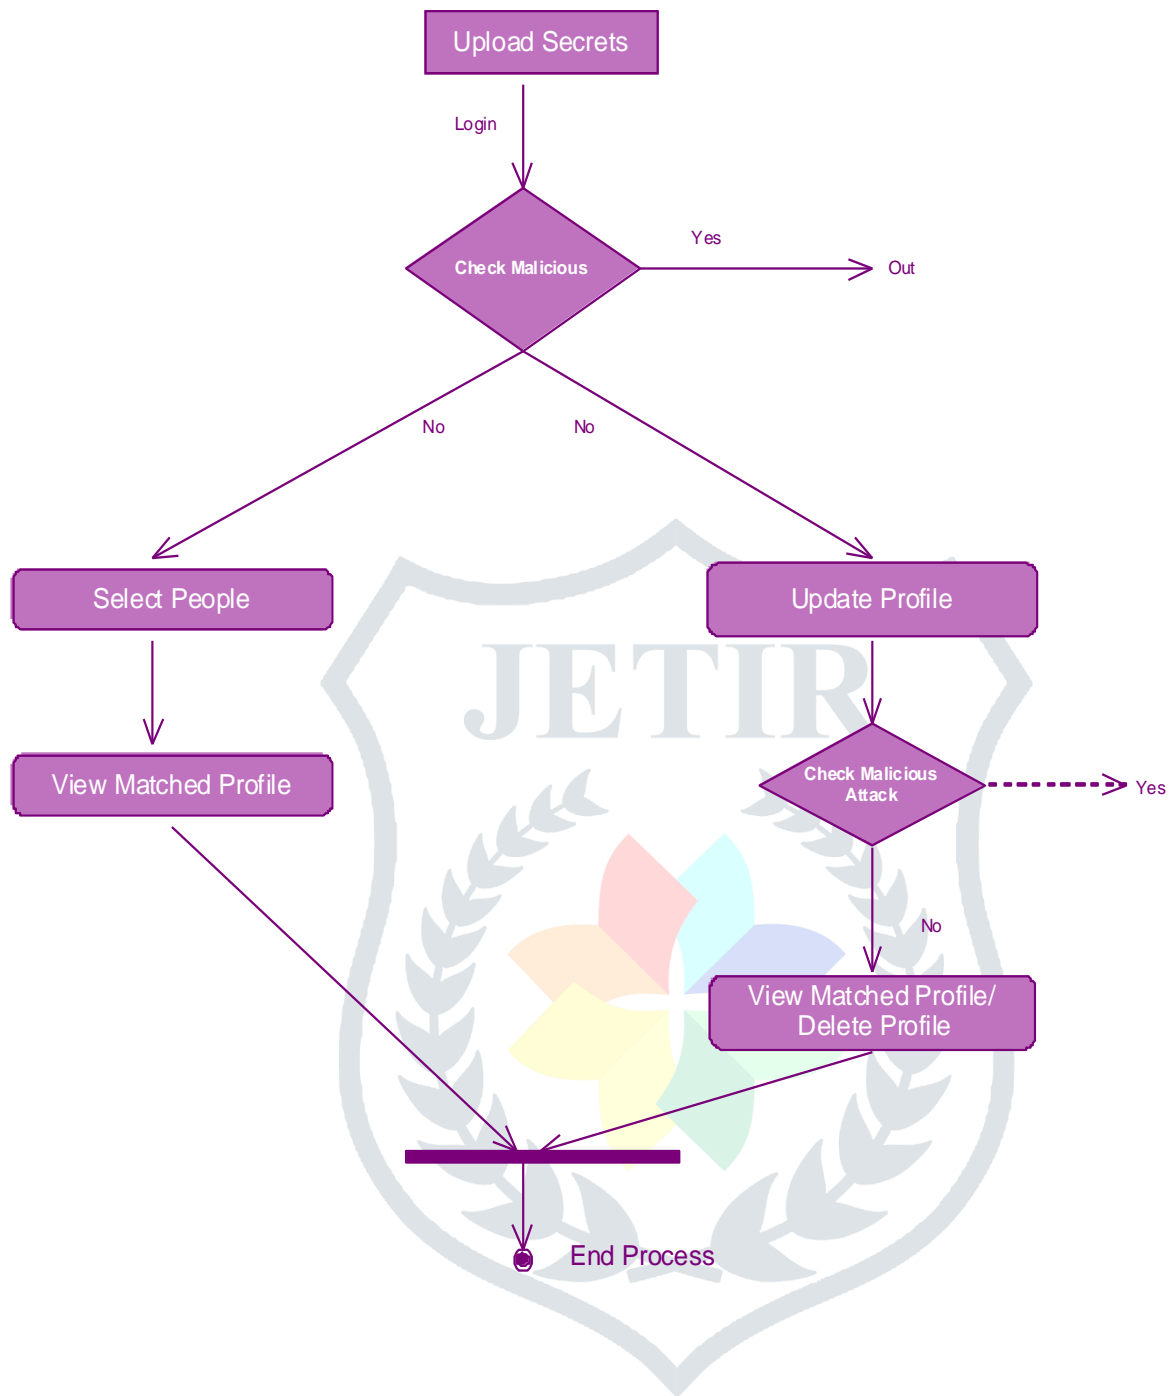 Upload Secrets
Login
Yes
Check Malicious
Out
No
No
Select People
Update Profile
JETIR
View Matched Profile
Check Malicious
Attack
Yes
No
View Matched Profile/
Delete Profile
End Process